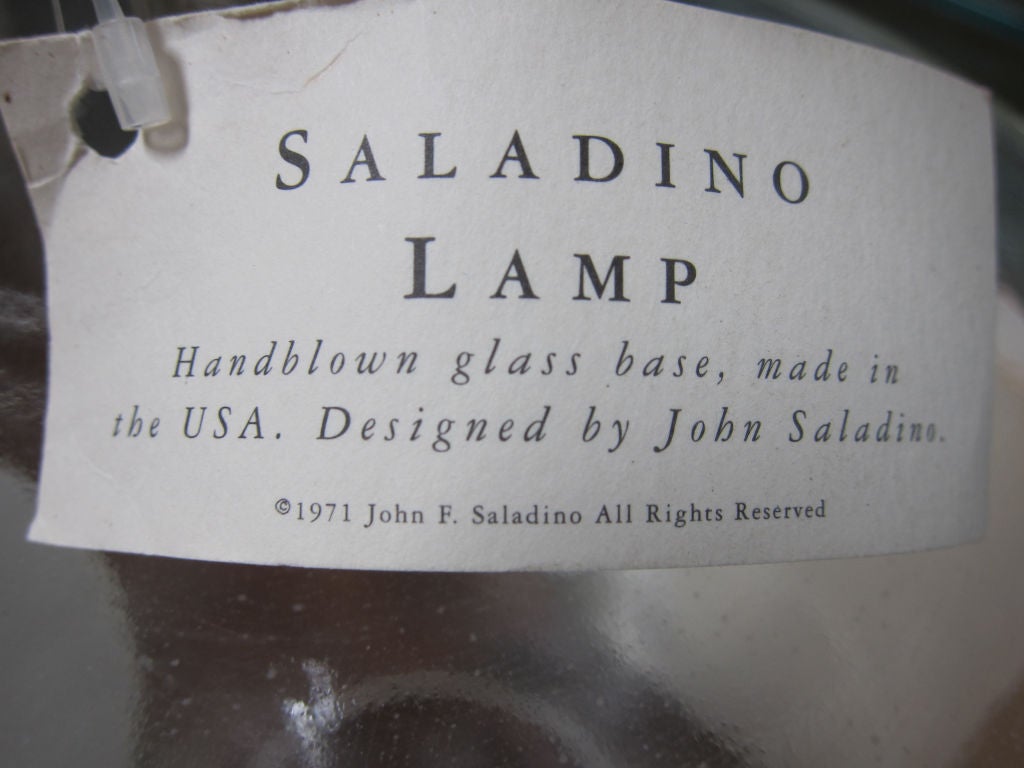 SALADINO
LAMP
Handblown glass base, made in
the USA. Designed by John Saladino.
©1971 John F. Saladino All Rights Reserved